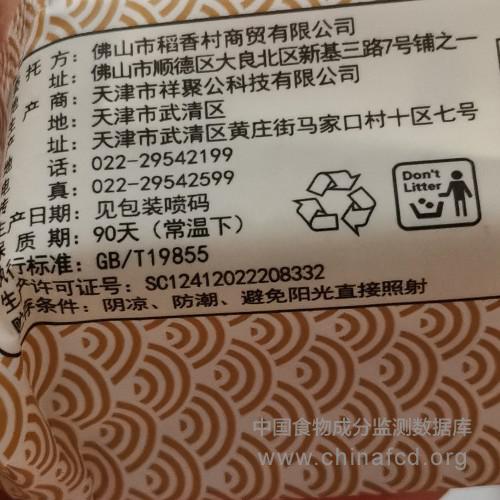 托方：佛山市稻香村商贸有限公司
址：佛山市顺德区大良北区新基三路7号铺之一
产商：天津市祥聚公科技有限公司
地：天津市武清区
址：天津市武清区黄庄街马家口村十区七号
话：022-29542199
真：022-29542599
产日期：见包装喷码
质期：90天（常温下）
执行标准：GB/T19855
生产许可证号：SC12412022208332
贮存条件：阴凉、防潮、避免阳光直接照射
Don't
Litter
中国食物成分监测数据库
www.chinafcd.org